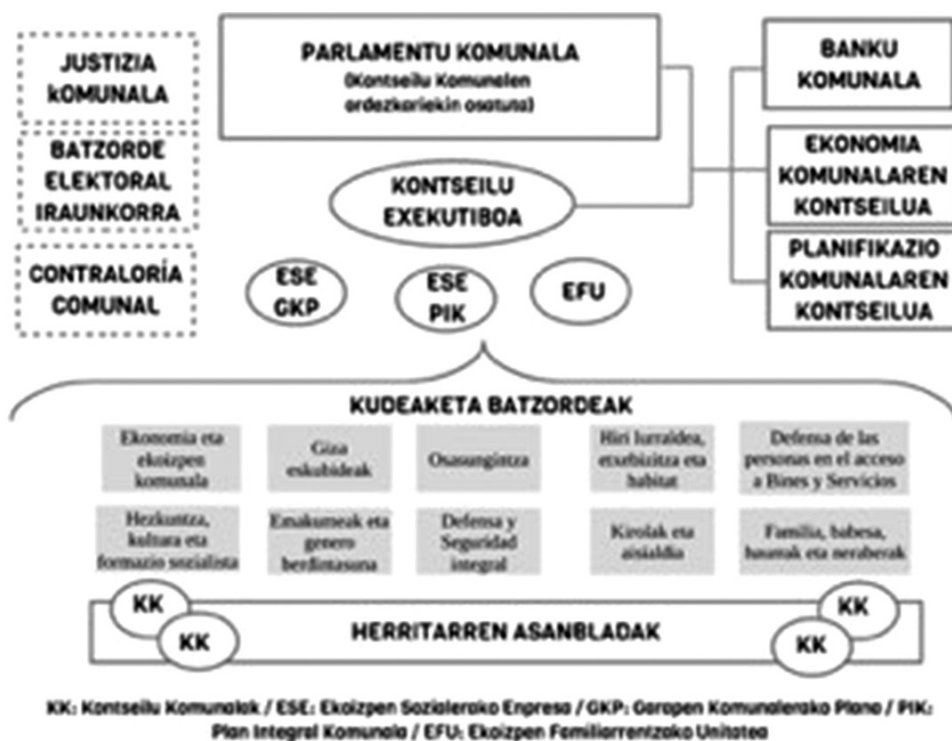 JUSTIZIA
KOMUNALA
BATZORDE
ELEKTORAL
IRAUNKORRA
CONTRALORÍA
COMUNAL
PARLAMENTU KOMUNALA
(Kontseilu Komunalen
ordezkariekin osatuta)
KONTSEILU
EXEKUTIBOA
BANKU
KOMUNALA
EKONOMIA
KOMUNALAREN
KONTSEILUA
PLANIFIKAZIO
KOMUNALAREN
KONTSEILUA
ESE
GKP
ESE
PIK
EFU
KUDEAKETA BATZORDEAK
Ekonomia eta
ekoizpen
komunala
Giza
eskubideak
Osasungintza
Hiri lurraldea,
etxebizitza eta
habitat
Defensa de las
personas en el acceso
a Bines y Servicios
Hezkuntza,
kultura eta
formazio sozialista
Emakumeak eta
genero
berdintasuna
Defensa y
Seguridad
integral
Kirolak eta
aisialdia
Familia, babesa,
haurrak eta nerabeak
KK
KK
HERRITARREN ASANBLADAK
KK
KK
KK: Kontseilu Komunalak / ESE: Ekoizpen Sozialerako Enpresa / GKP: Garapen Komunalerako Plana / PIK:
Plan Integral Komunala / EFU: Ekoizpen Familiarrentzako Unitatea